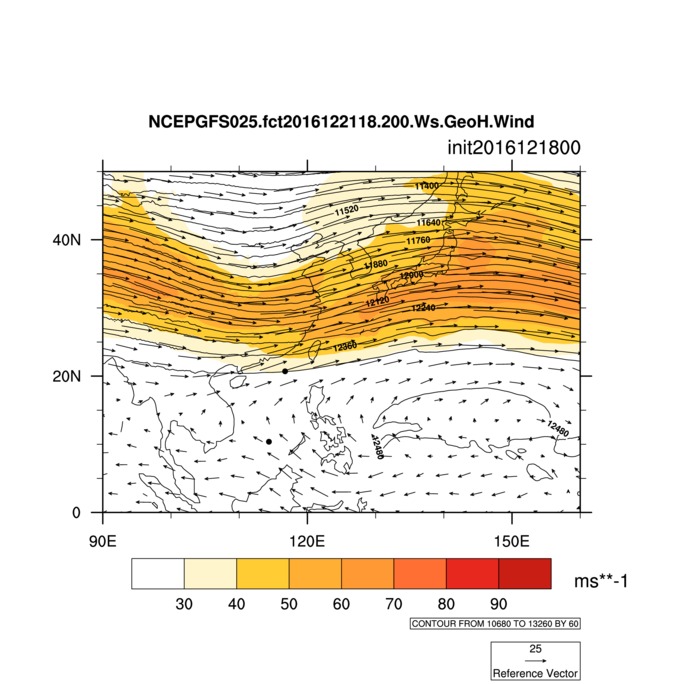 NCEPGFS025.fct2016122118.200.Ws.GeoH.Wind
init2016121800
11400
11520
11640
40N
11760
11880
12000
12120
12240
12360
20N
12480
12480
0
90E
120E
150E
ms**-1
30
40
50
60
70
80
90
CONTOUR FROM 10680 TO 13260 BY 60
25
Reference Vector